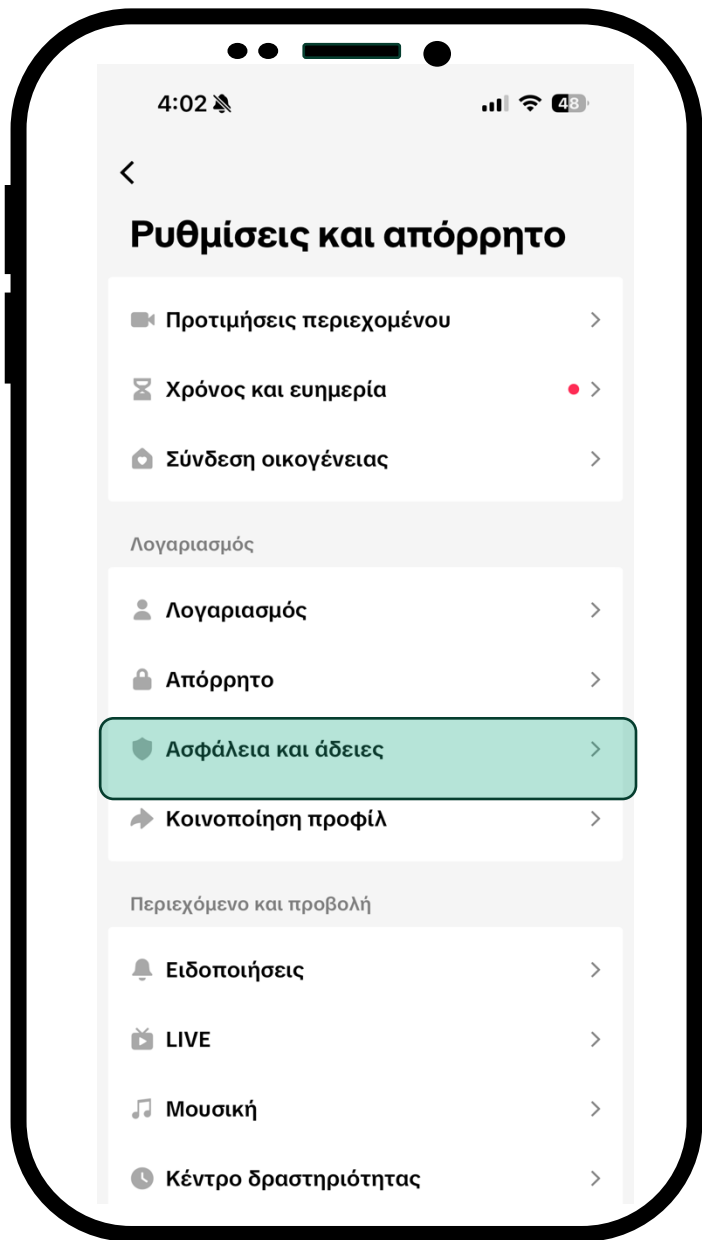 4:02
48
Ρυθμίσεις και απόρρητο
Προτιμήσεις περιεχομένου
Χρόνος και ευημερία
Σύνδεση οικογένειας
Λογαριασμός
Λογαριασμός
Απόρρητο
Ασφάλεια και άδειες
Κοινοποίηση προφίλ
Περιεχόμενο και προβολή
Ειδοποιήσεις
LIVE
Μουσική
Κέντρο δραστηριότητας